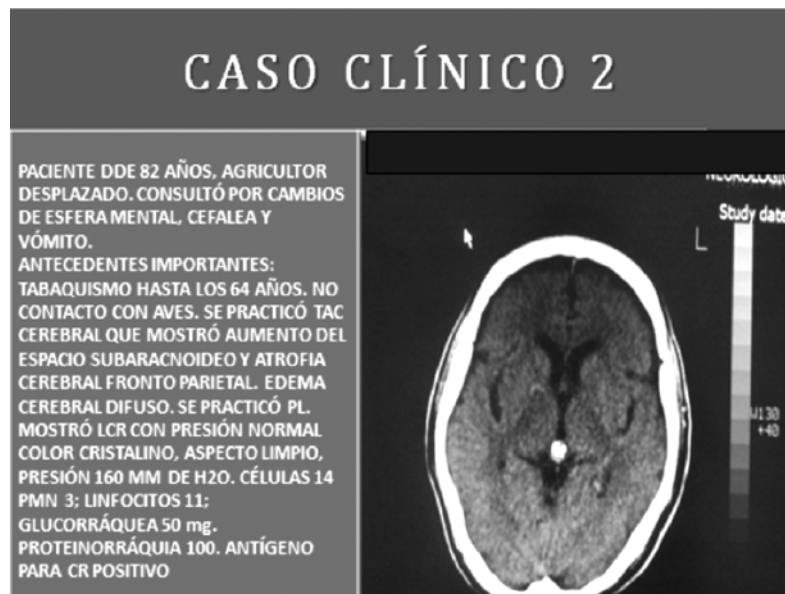 CASO CLÍNICO 2
PACIENTE DDE 82 AÑOS, AGRICULTOR
DESPLAZADO. CONSULTÓ POR CAMBIOS
DE ESFERA MENTAL, CEFALEA Y
VÓMITO.
ANTECEDENTES IMPORTANTES:
TABAQUISMO HASTA LOS 64 AÑOS. NO
CONTACTO CON AVES. SE PRACTICÓ TAC
CEREBRAL QUE MOSTRÓ AUMENTO DEL
ESPACIO SUBARACNOIDEO Y ATROFIA
CEREBRAL FRONTO PARIETAL. EDEMA
CEREBRAL DIFUSO. SE PRACTICÓ PL.
MOSTRÓ LCR CON PRESIÓN NORMAL
COLOR CRISTALINO, ASPECTO LIMPIO,
PRESIÓN 160 MM DE H2O. CÉLULAS 14
PMN 3; LINFOCITOS 11;
GLUCORRÁQUEA 50 mg.
PROTEINORRÁQUIA 100. ANTÍGENO
PARA CR POSITIVO
Study date
L
W130
+40